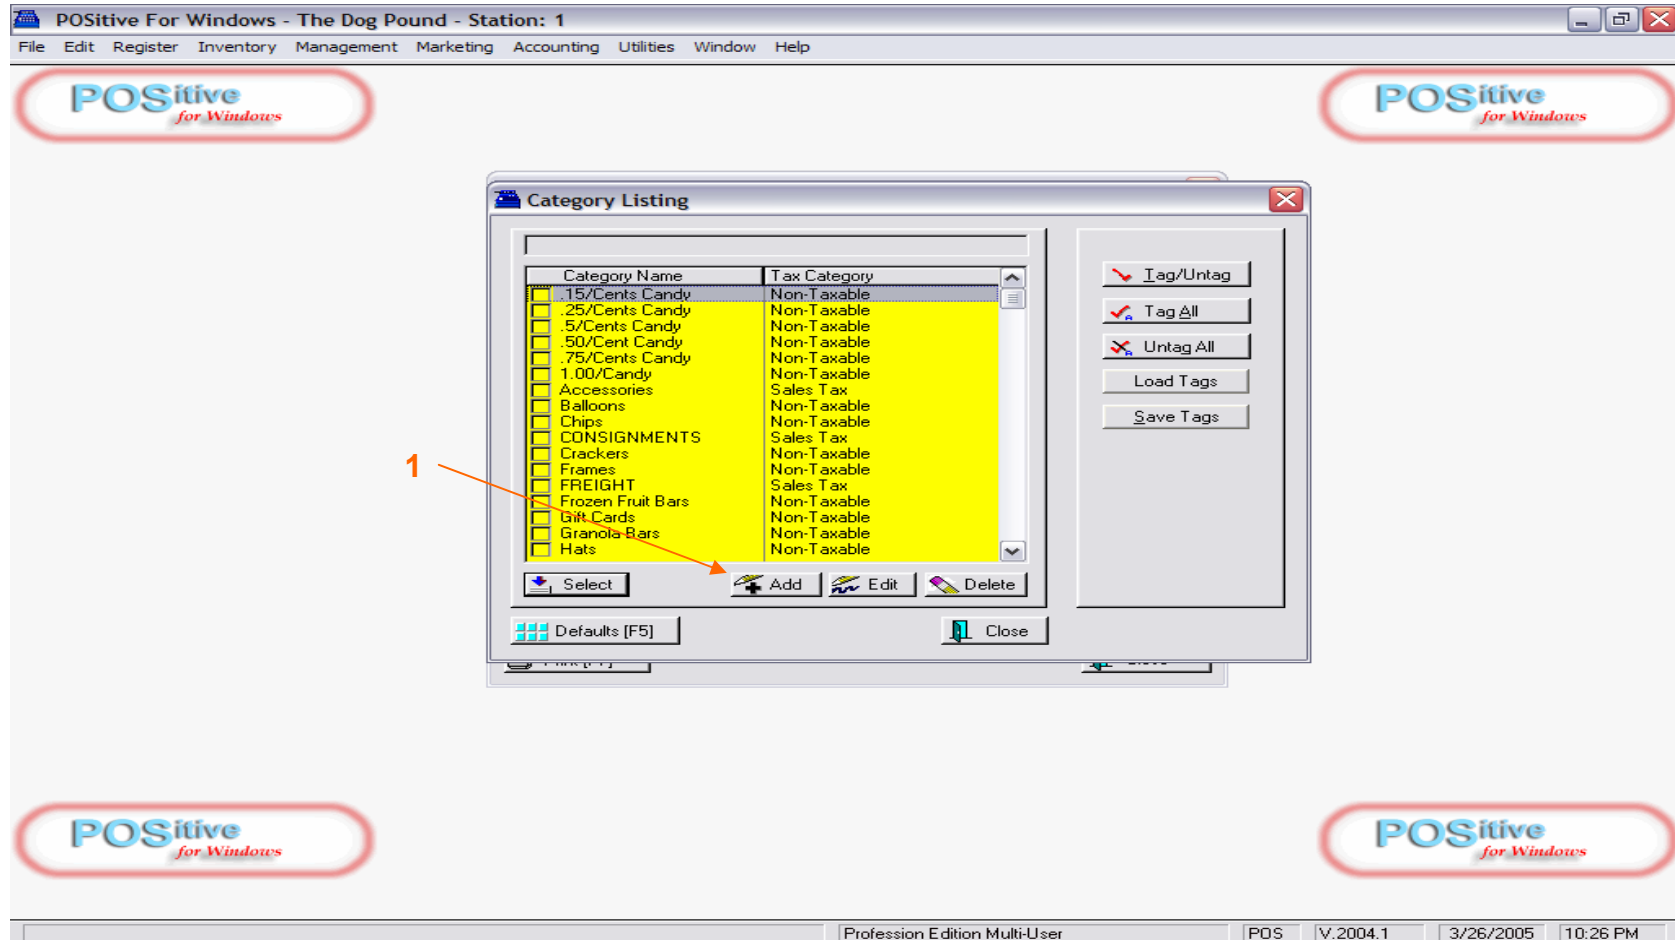 POSitive For Windows - The Dog Pound - Station: 1
File Edit Register Inventory Management Marketing Accounting Utilities Window Help
POSitive
for Windows
POSitive
for Windows
Category Listing
Category Name Tax Category
.15/Cents Candy Non-Taxable
.25/Cents Candy Non-Taxable
.5/Cents Candy Non-Taxable
.50/Cent Candy Non-Taxable
.75/Cents Candy Non-Taxable
1.00/Candy Non-Taxable
Accessories Sales Tax
Balloons Non-Taxable
Chips Non-Taxable
CONSIGNMENTS Sales Tax
Crackers Non-Taxable
Frames Non-Taxable
FREIGHT Sales Tax
Frozen Fruit Bars Non-Taxable
Gift Cards Non-Taxable
Granola Bars Non-Taxable
Hats Non-Taxable
Tag/Untag
Tag All
Untag All
Load Tags
Save Tags
1
Select Add Edit Delete
Defaults [F5] Close
POSitive
for Windows
POSitive
for Windows
Profession Edition Multi-User POS V.2004.1 3/26/2005 10:26 PM